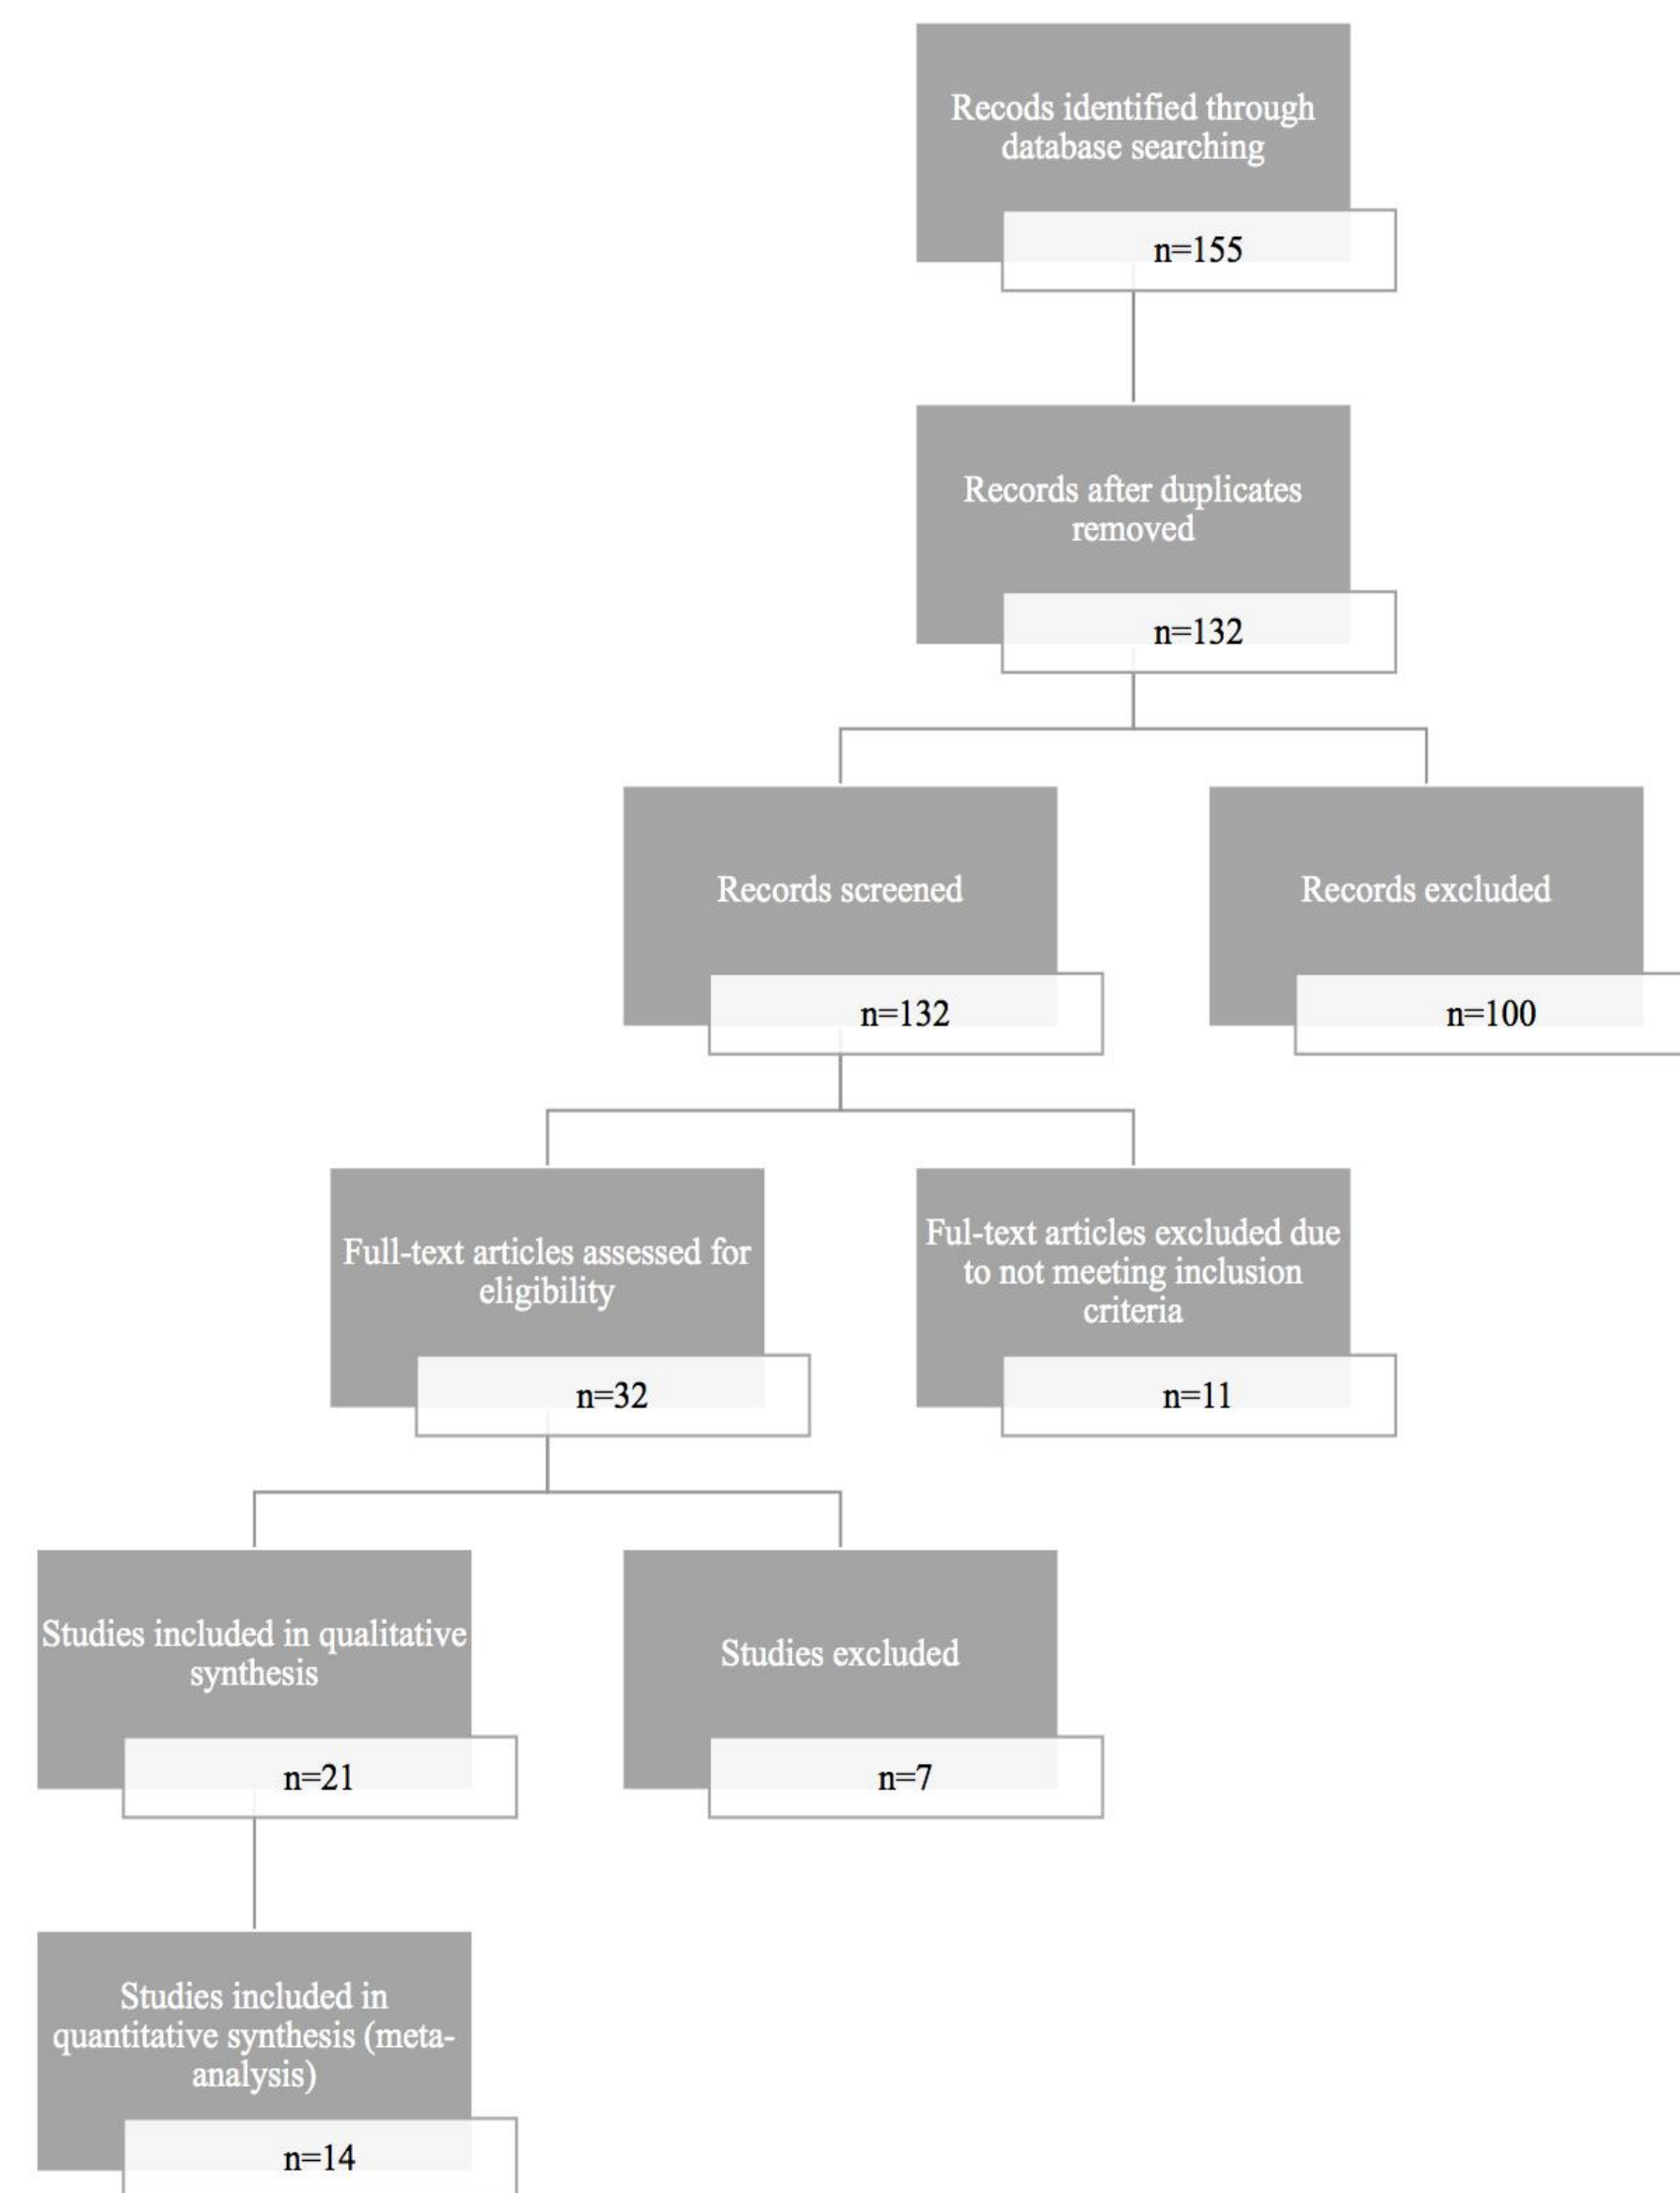 Recods identified through
database searching
n=155
Records after duplicates
removed
n=132
Records screened
n=132
Records excluded
n=100
Full-text articles assessed for
eligibility
n=32
Ful-text articles excluded due
to not meeting inclusion
criteria
n=11
Studies included in qualitative
synthesis
n=21
Studies excluded
n=7
Studies included in
quantitative synthesis (meta-
analysis)
n=14